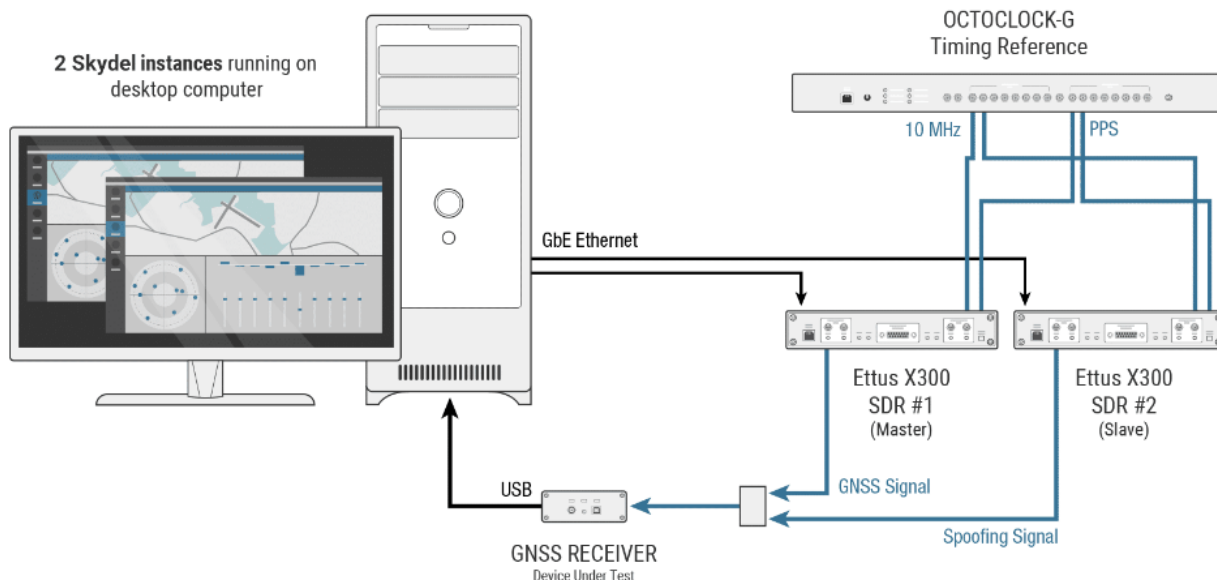 OCTOCLOCK-G
Timing Reference
2 Skydel instances running on
desktop computer
10 MHz
PPS
GbE Ethernet
Ettus X300
SDR #1
(Master)
Ettus X300
SDR #2
(Slave)
USB
GNSS Signal
Spoofing Signal
GNSS RECEIVER
Device Under Test